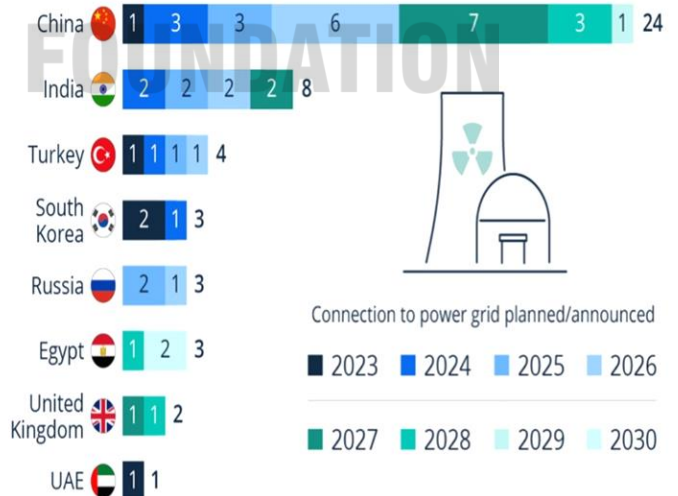 FOUNDATION
China 1 3 3 6 7 3 1 24
India 2 2 2 2 8
Turkey 1 1 1 1 4
South
Korea 2 1 3
Russia 2 1 3
Egypt 1 2 3
United
Kingdom 1 1 2
UAE 1 1
Connection to power grid planned/announced
2023 2024 2025 2026
2027 2028 2029 2030